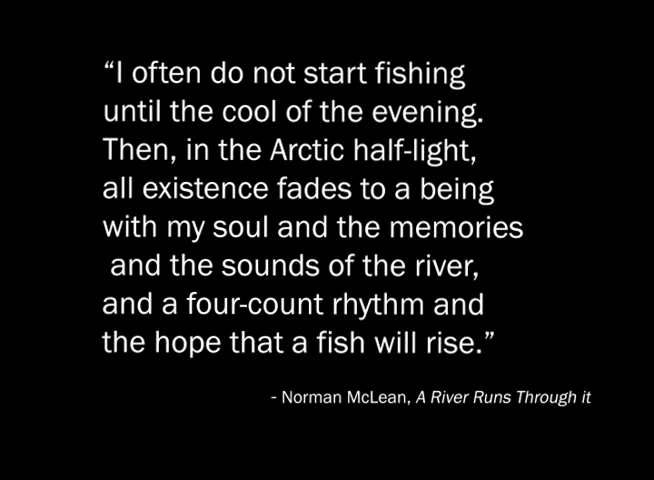 “I often do not start fishing
until the cool of the evening.
Then, in the Arctic half-light,
all existence fades to a being
with my soul and the memories
and the sounds of the river,
and a four-count rhythm and
the hope that a fish will rise.”
- Norman McLean, A River Runs Through it